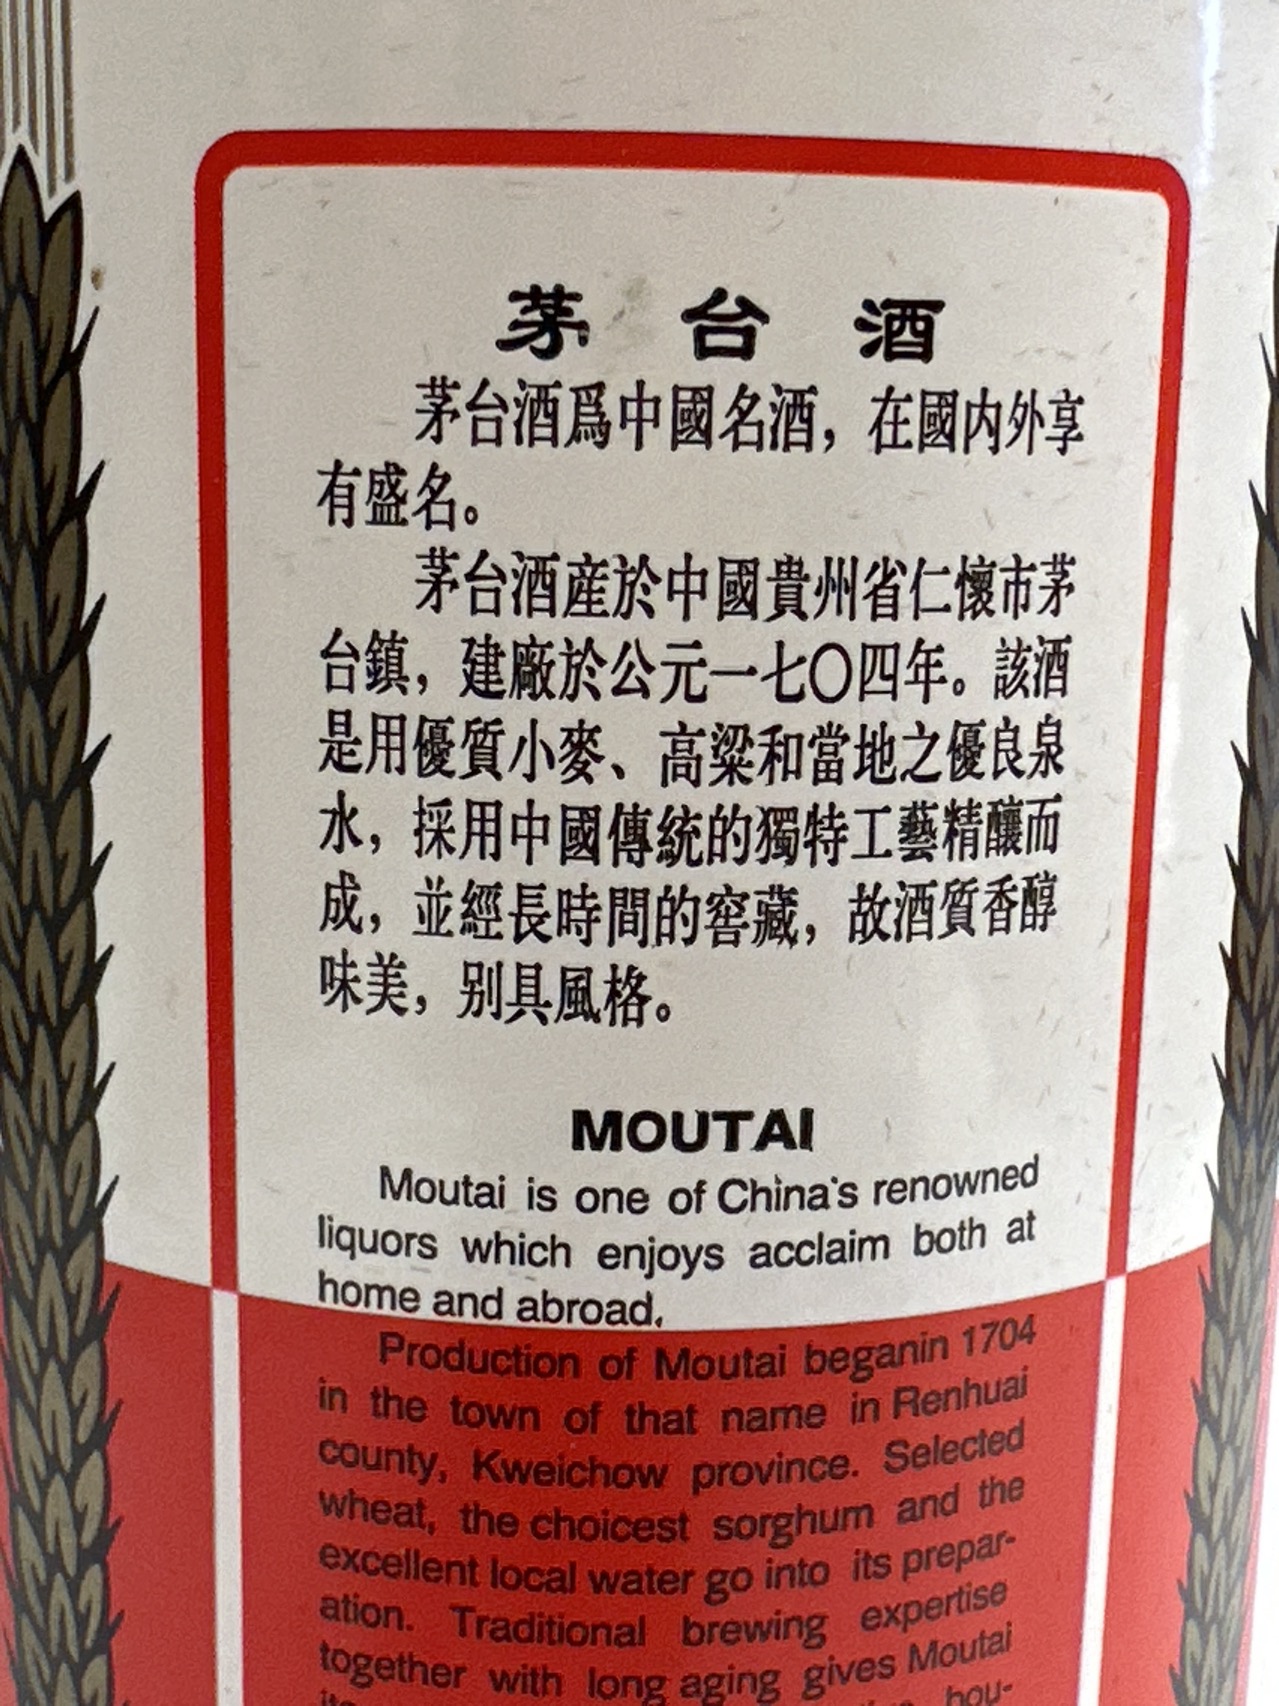 茅台酒
茅台酒爲中國名酒，在國内外享
有盛名。
茅台酒産於中國貴州省仁懷市茅
台鎮，建廠於公元一七〇四年。該酒
是用優質小麥、高粱和當地之優良泉
水，採用中國傳統的獨特工藝精釀而
成，並經長時間的窖藏，故酒質香醇
味美，别具風格。
MOUTAI
Moutai is one of China's renowned
liquors which enjoys acclaim both at
home and abroad.
Production of Moutai beganin 1704
in the town of that name in Renhuai
county, Kweichow province. Selected
wheat, the choicest sorghum and the
excellent local water go into its prepar-
ation. Traditional brewing expertise
together with long aging gives Moutai
bou-